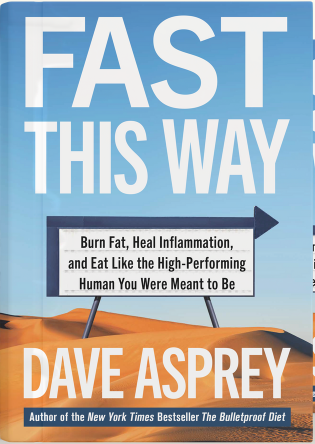 FAST
THIS WAY
Burn Fat, Heal Inflammation,
and Eat Like the High-Performing
Human You Were Meant to Be
DAVE ASPREY
Author of the New York Times Bestseller The Bulletproof Diet